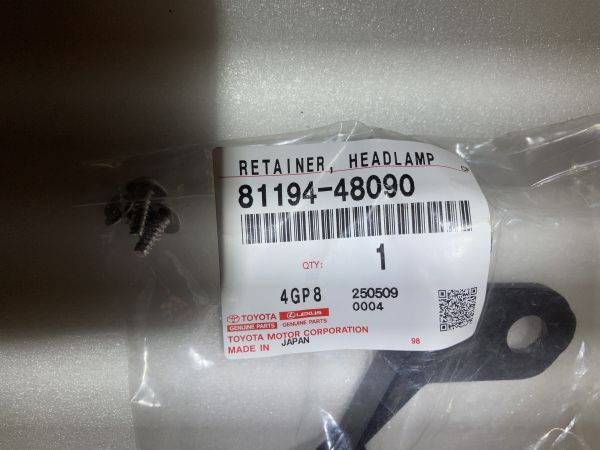 RETAINER, HEADLAMP
81194-48090
QTY: 1
4GP8 250509
0004
TOYOTA LEXUS
GENUINE PARTS GENUINE PARTS
TOYOTA MOTOR CORPORATION
MADE IN JAPAN 98